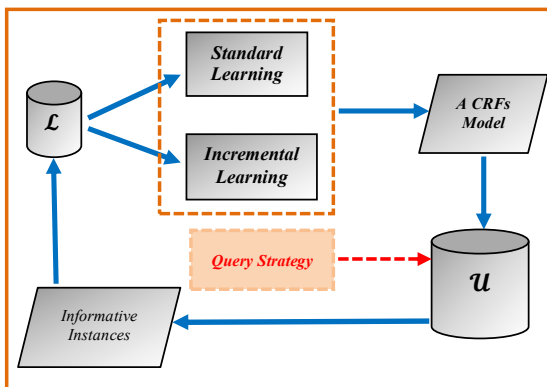 Standard
Learning
ℒ
A CRFs
Model
Incremental
Learning
Query Strategy
𝒰
Informative
Instances